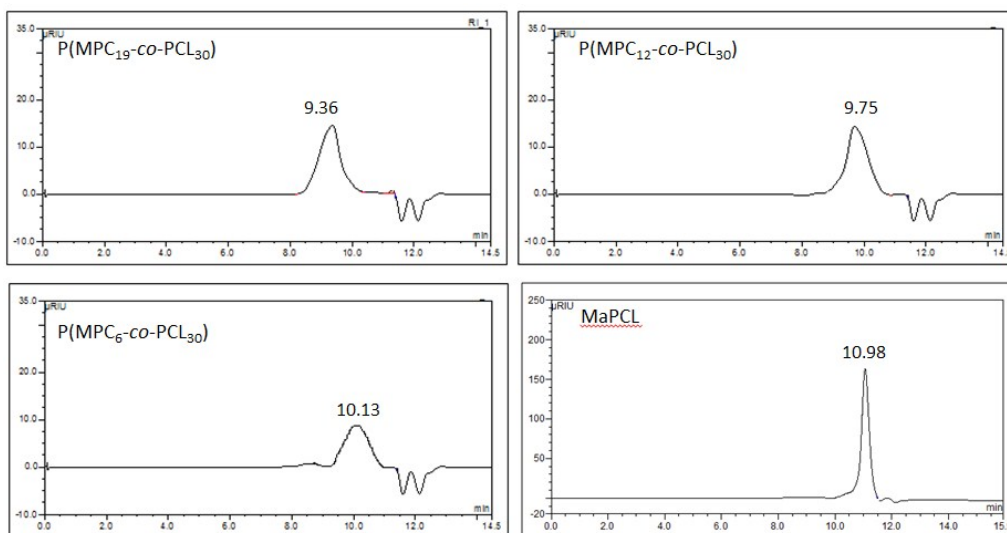 35.0 µRIU RI_1
P(MPC₁₉-co-PCL₃₀)
9.36
20.0
10.0
0.0
-10.0
min
0.0 2.0 4.0 6.0 8.0 10.0 12.0 14.5
35.0 µRIU
P(MPC₁₂-co-PCL₃₀)
9.75
20.0
10.0
0.0
-10.0
min
0.0 2.0 4.0 6.0 8.0 10.0 12.0 14.
35.0 µRIU
P(MPC₆-co-PCL₃₀)
10.13
20.0
10.0
0.0
-10.0
min
0.0 2.0 4.0 6.0 8.0 10.0 12.0 14.5
250 µRIU
MaPCL
200
10.98
150
100
50
-20
min
0.0 2.0 4.0 6.0 8.0 10.0 12.0 15.